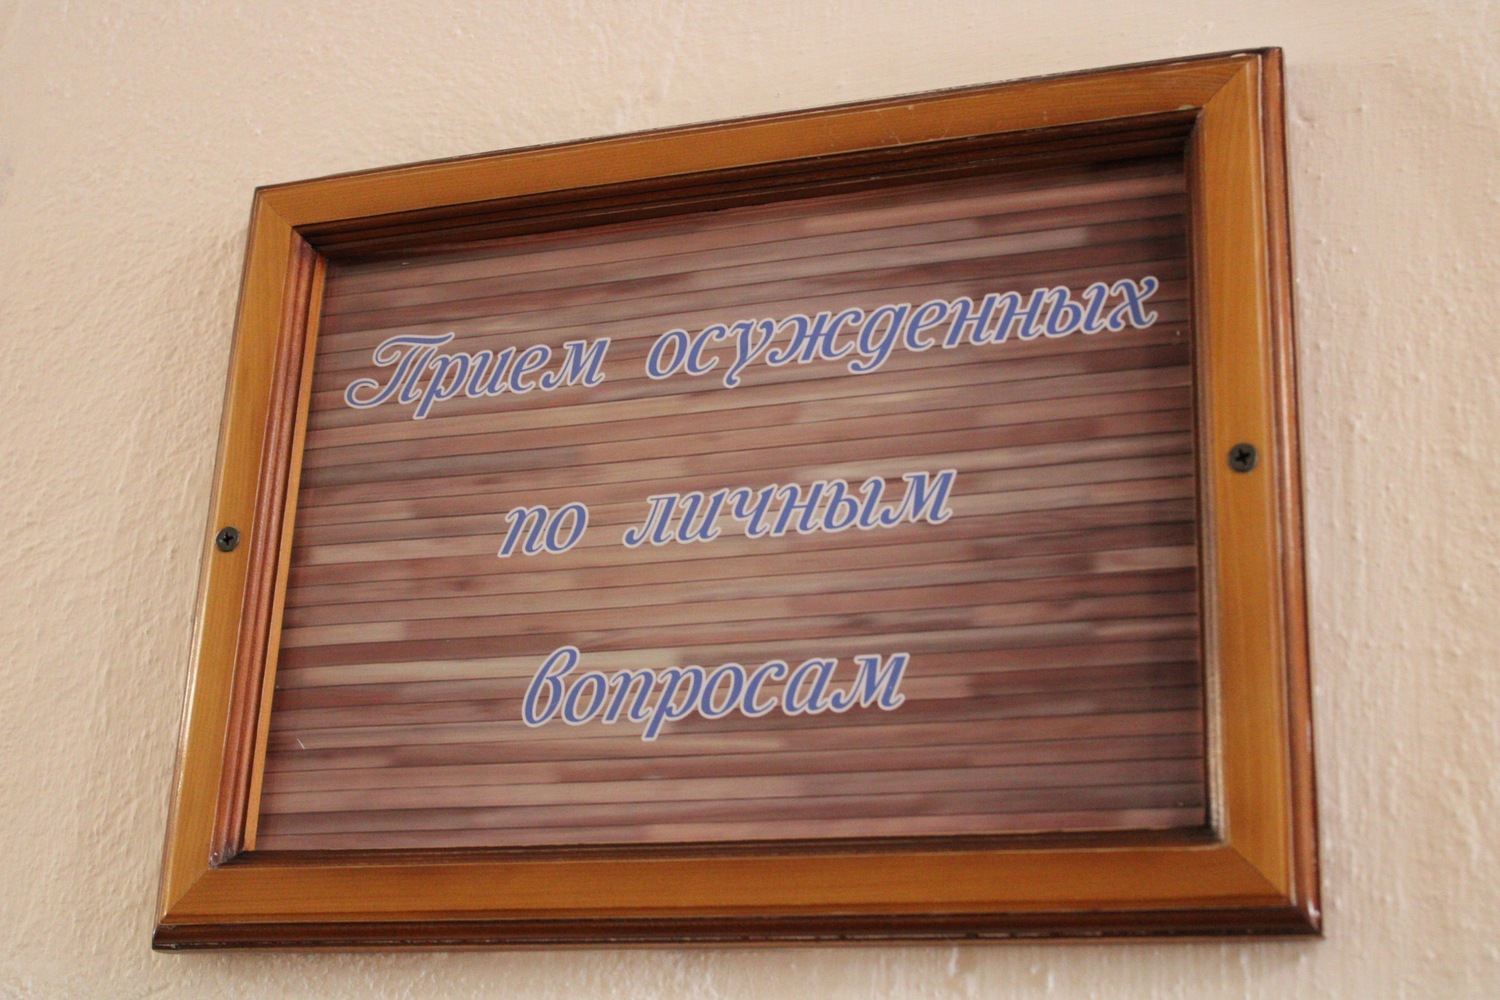 Прием осужденных
по личным
вопросам